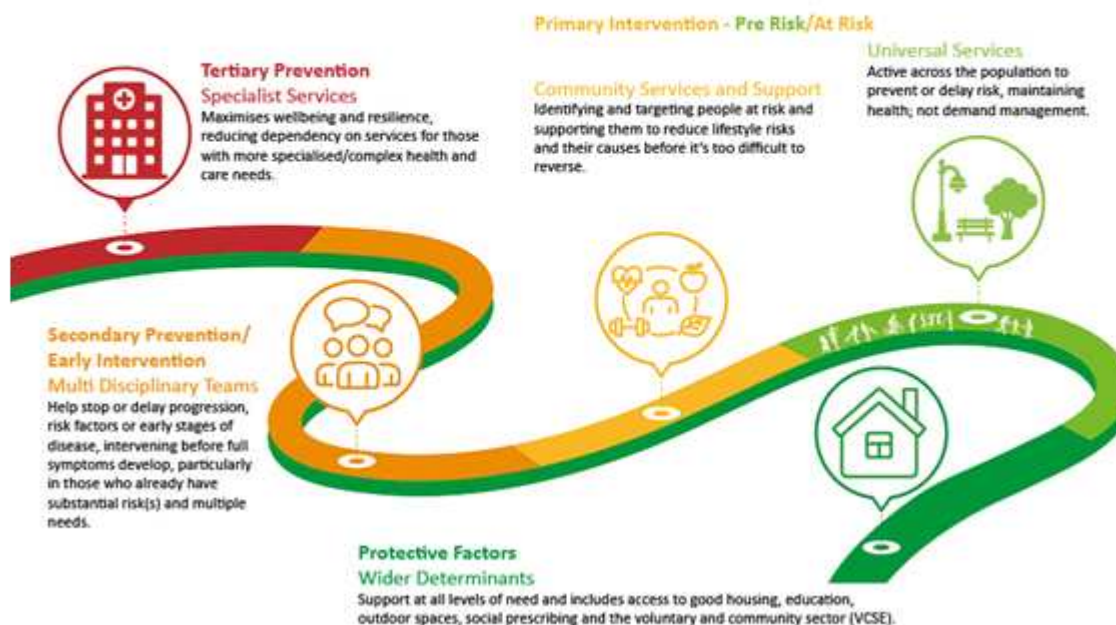 Primary Intervention - Pre Risk/At Risk
Tertiary Prevention
Specialist Services
Maximises wellbeing and resilience,
reducing dependency on services for those
with more specialised/complex health and
care needs.
Community Services and Support
Identifying and targeting people at risk and
supporting them to reduce lifestyle risks
and their causes before it's too difficult to
reverse.
Universal Services
Active across the population to
prevent or delay risk, maintaining
health; not demand management.
Secondary Prevention/
Early Intervention
Multi Disciplinary Teams
Help stop or delay progression,
risk factors or early stages of
disease, intervening before full
symptoms develop, particularly
in those who already have
substantial risk(s) and multiple
needs.
Protective Factors
Wider Determinants
Support at all levels of need and includes access to good housing, education,
outdoor spaces, social prescribing and the voluntary and community sector (VCSE).